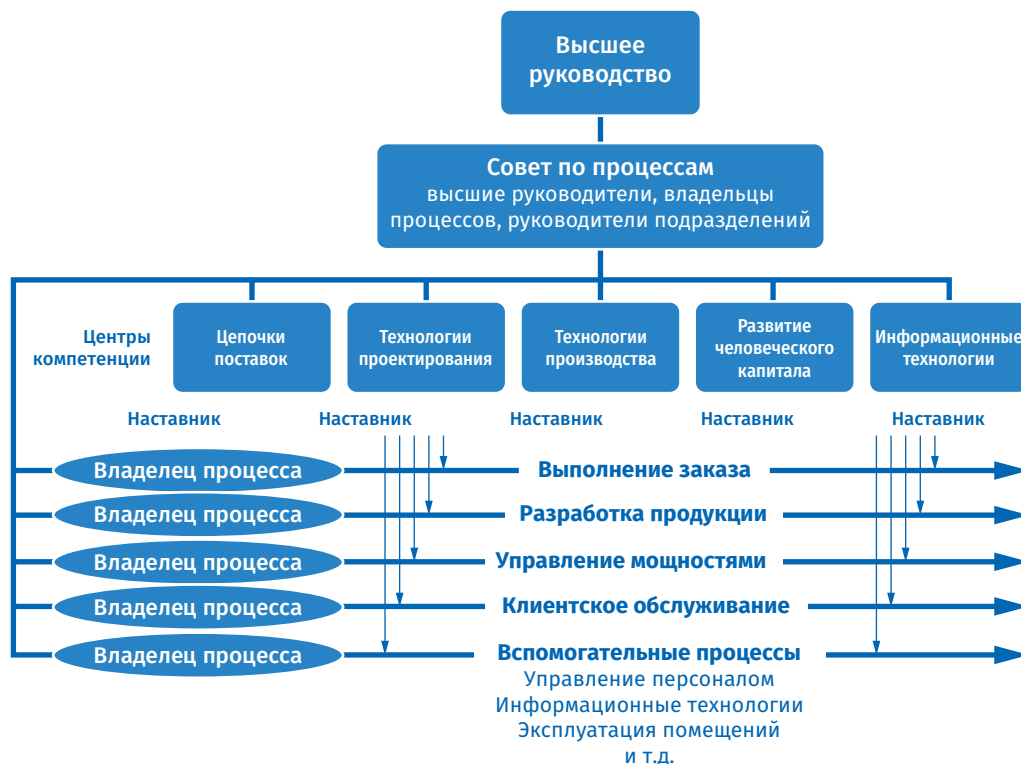 Высшее
руководство
Совет по процессам
высшие руководители, владельцы
процессов, руководители подразделений
Центры
компетенции
Цепочки
поставок
Технологии
проектирования
Технологии
производства
Развитие
человеческого
капитала
Информационные
технологии
Наставник
Наставник
Наставник
Наставник
Наставник
Владелец процесса
Выполнение заказа
Владелец процесса
Разработка продукции
Владелец процесса
Управление мощностями
Владелец процесса
Клиентское обслуживание
Владелец процесса
Вспомогательные процессы
Управление персоналом
Информационные технологии
Эксплуатация помещений
и т.д.